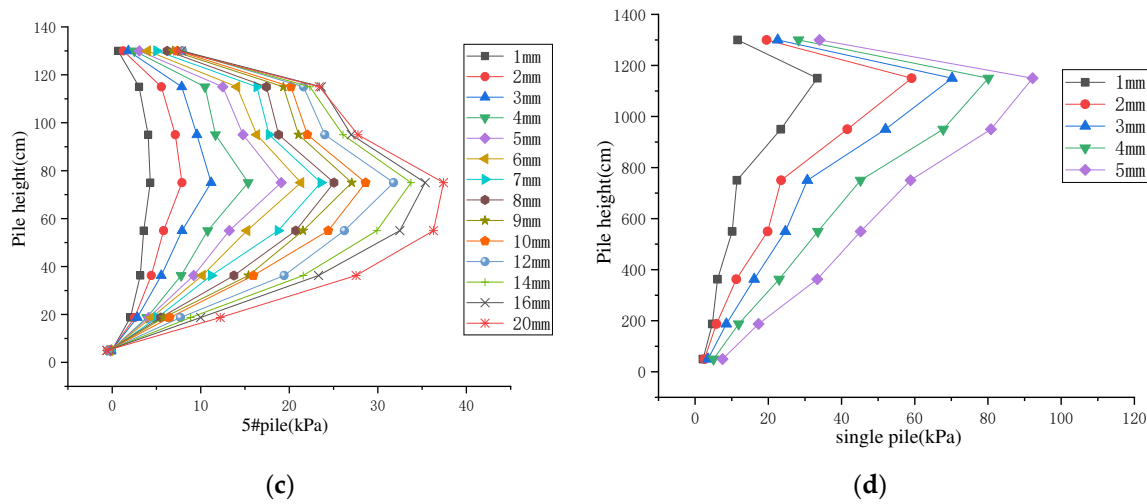 140
120
100
80
60
40
20
0
Pile height(cm)
0 10 20 30 40
5#pile(kPa)
1mm
2mm
3mm
4mm
5mm
6mm
7mm
8mm
9mm
10mm
12mm
14mm
16mm
20mm
(c)
1400
1200
1000
800
600
400
200
0
Pile height(cm)
0 20 40 60 80 100 120
single pile(kPa)
1mm
2mm
3mm
4mm
5mm
(d)